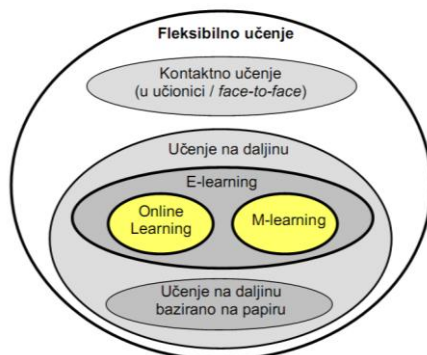 Fleksibilno učenje
Kontaktno učenje
(u učionici / face-to-face)
Učenje na daljinu
E-learning
Online
Learning
M-learning
Učenje na daljinu
bazirano na papiru